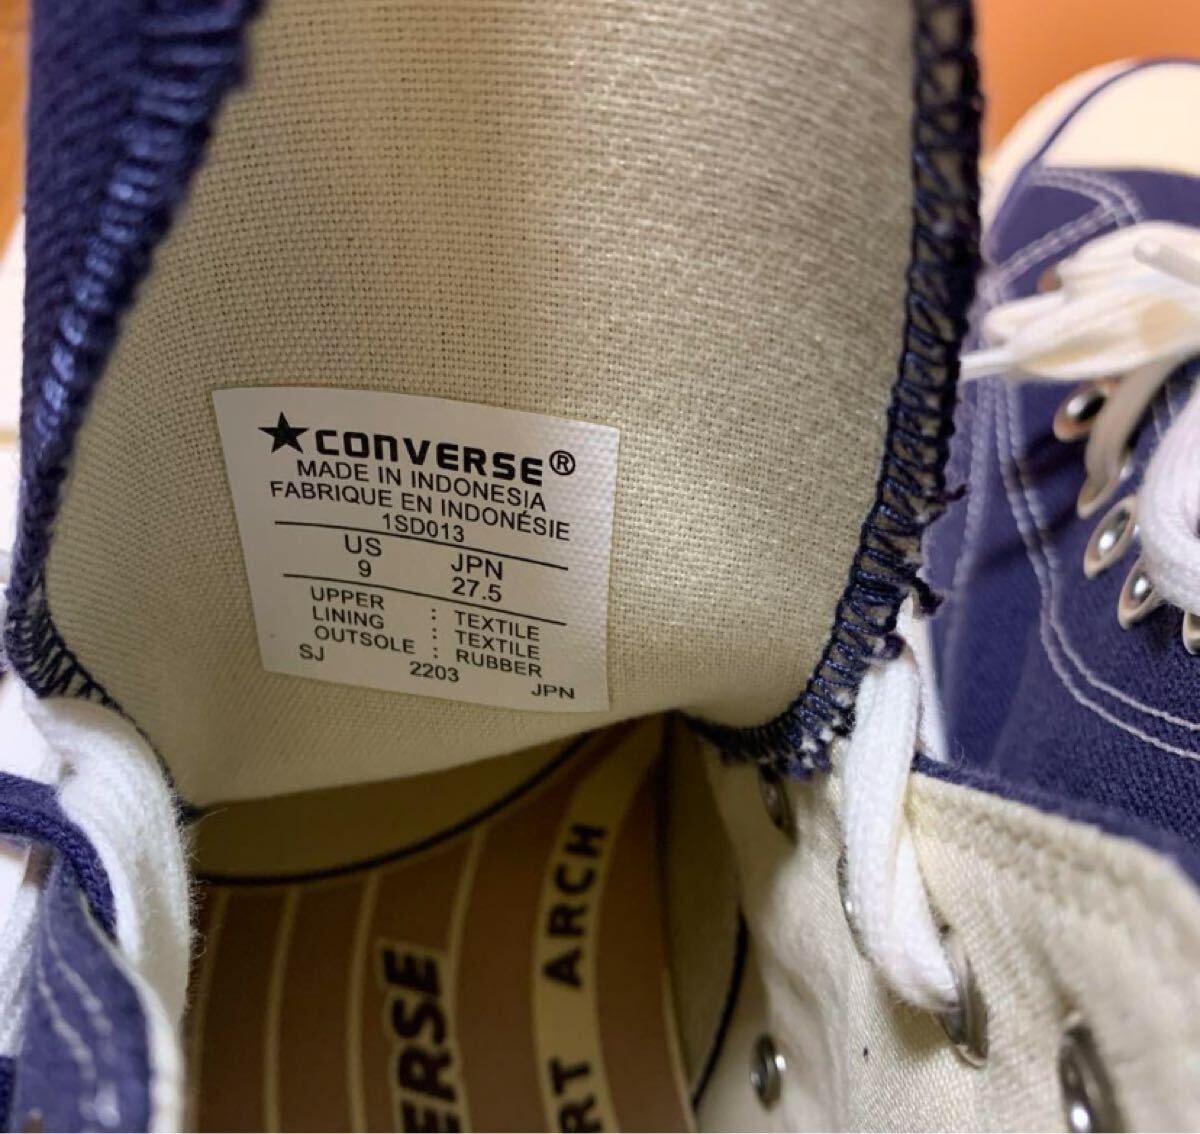 ★CONVERSE®
MADE IN INDONESIA
FABRIQUE EN INDONÉSIE
1SD013
US JPN
9 27.5
UPPER : TEXTILE
LINING : TEXTILE
OUTSOLE : RUBBER
SJ 2203 JPN
ERSE
RT ARCH